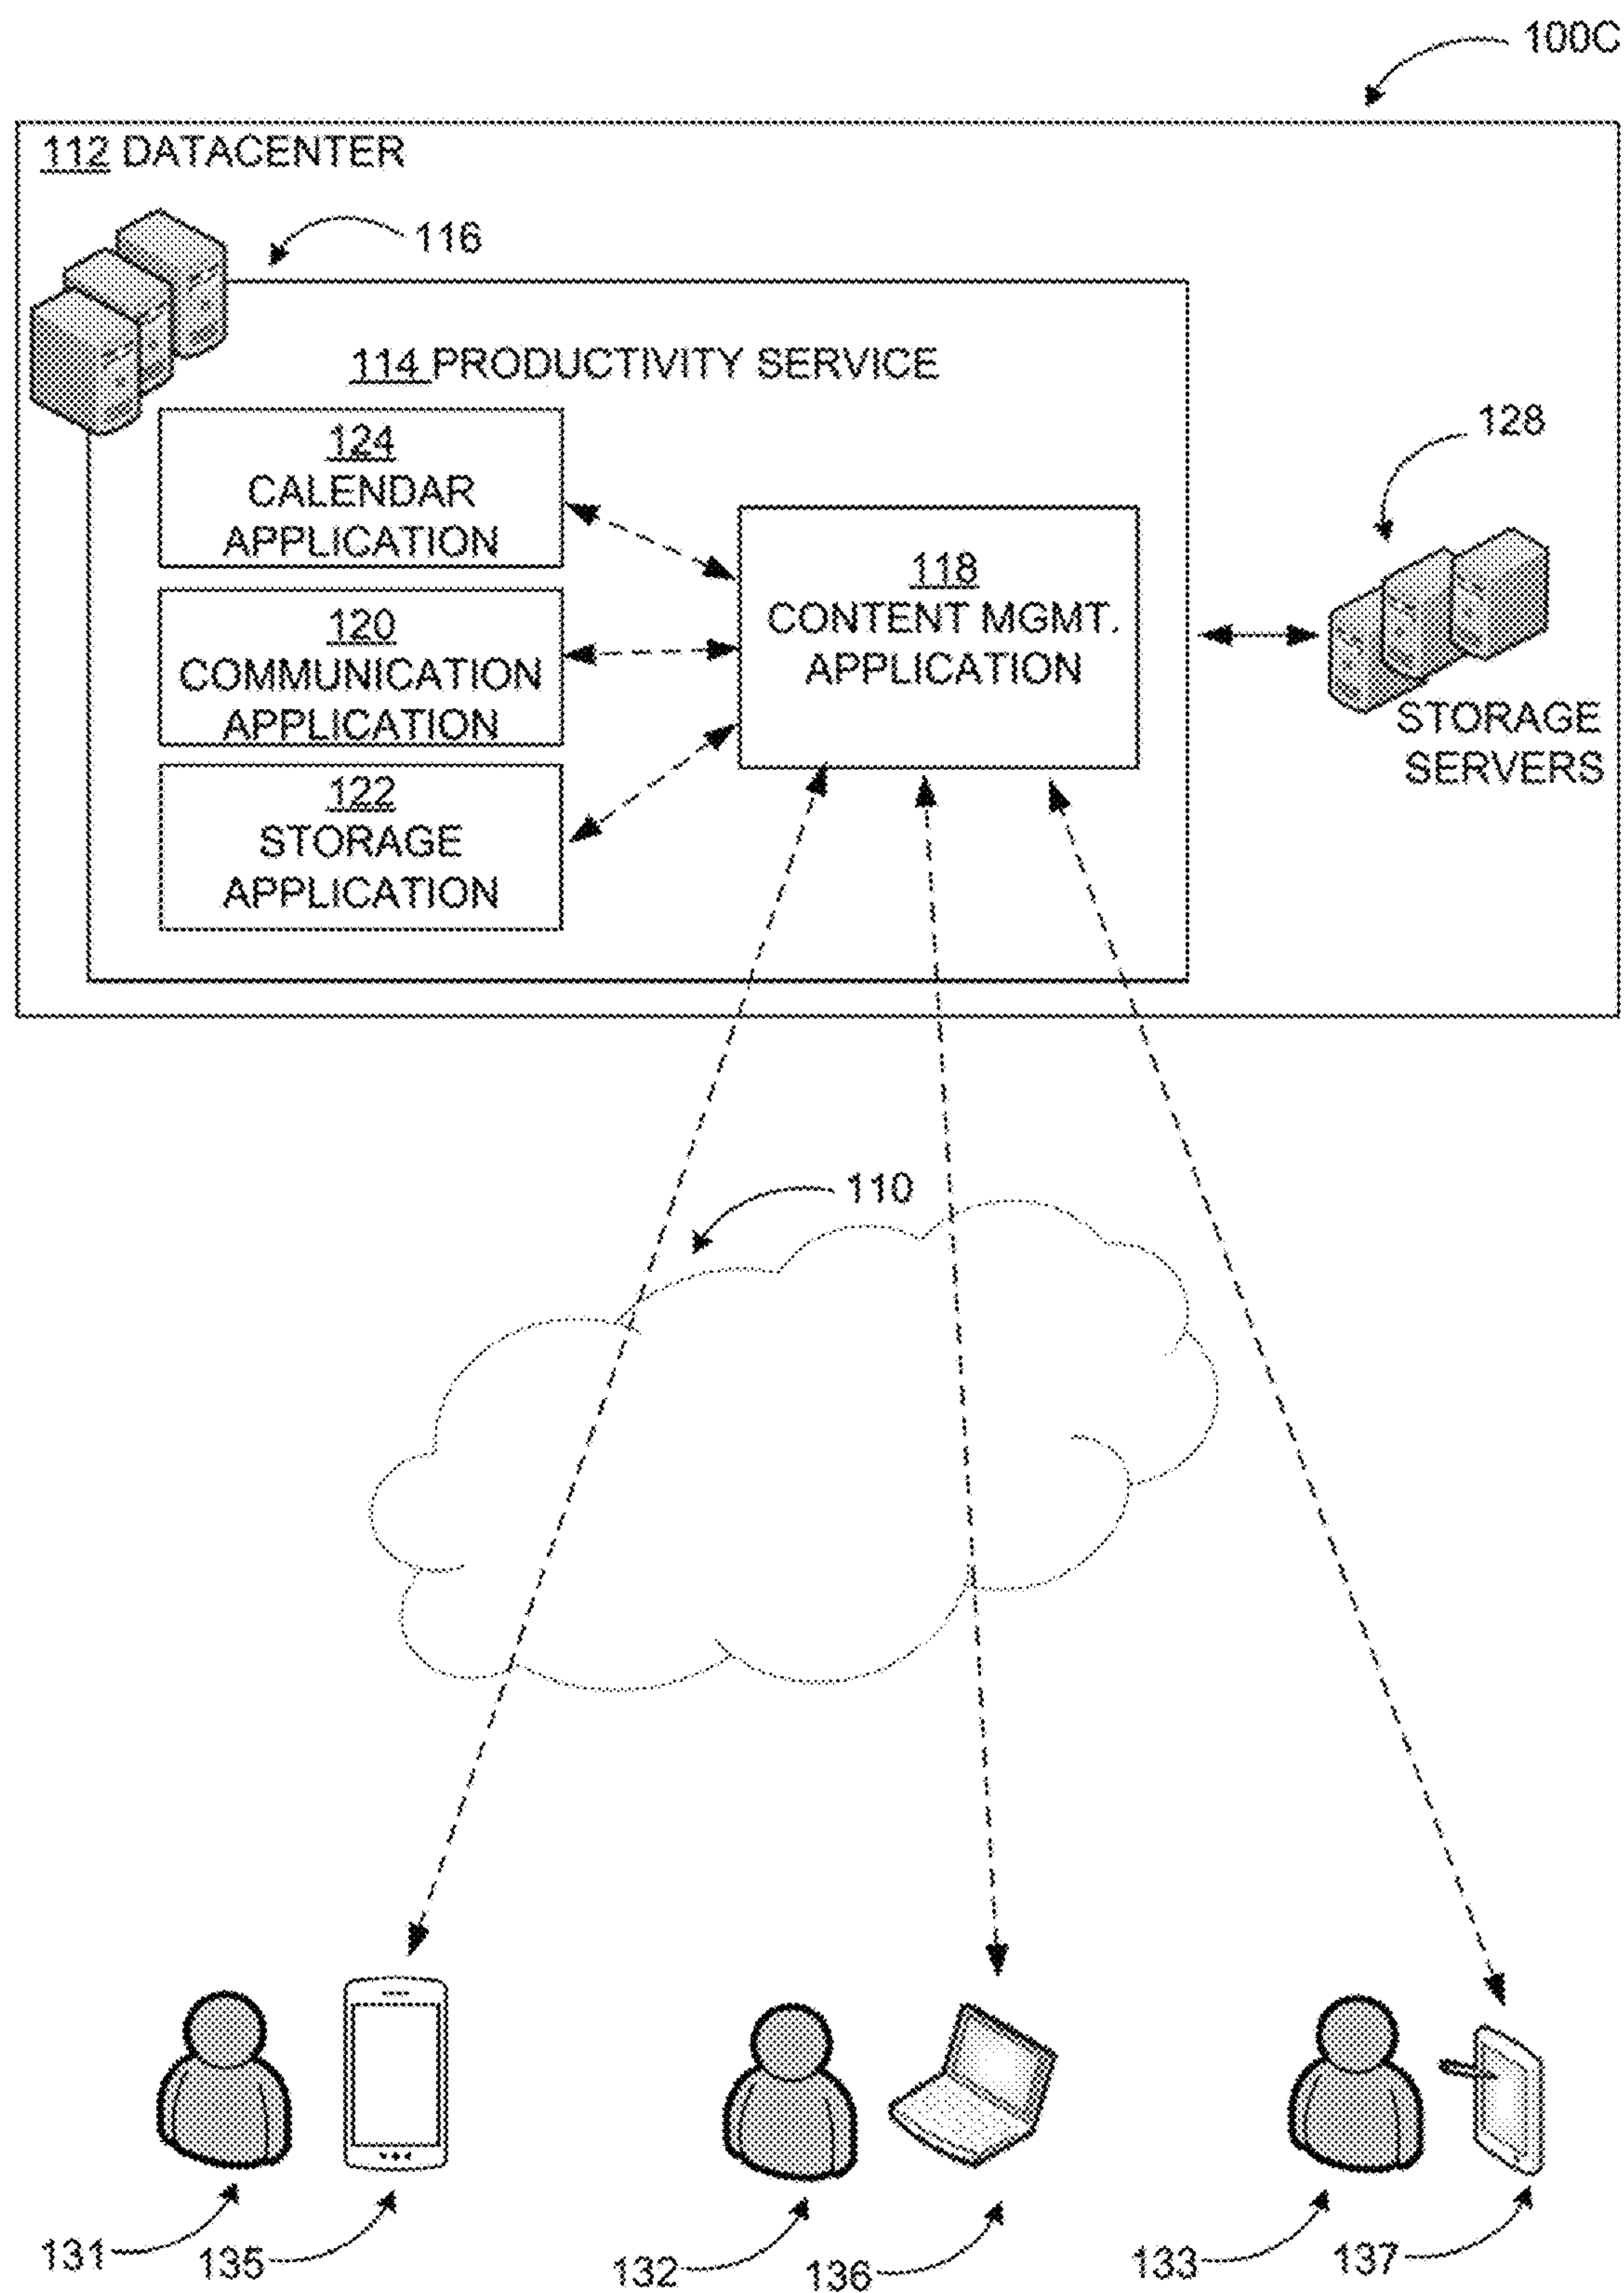 100C
112 DATACENTER
116
114 PRODUCTIVITY SERVICE
124
CALENDAR
APPLICATION
120
COMMUNICATION
APPLICATION
122
STORAGE
APPLICATION
118
CONTENT MGMT.
APPLICATION
128
STORAGE
SERVERS
110
131
135
132
136
133
137